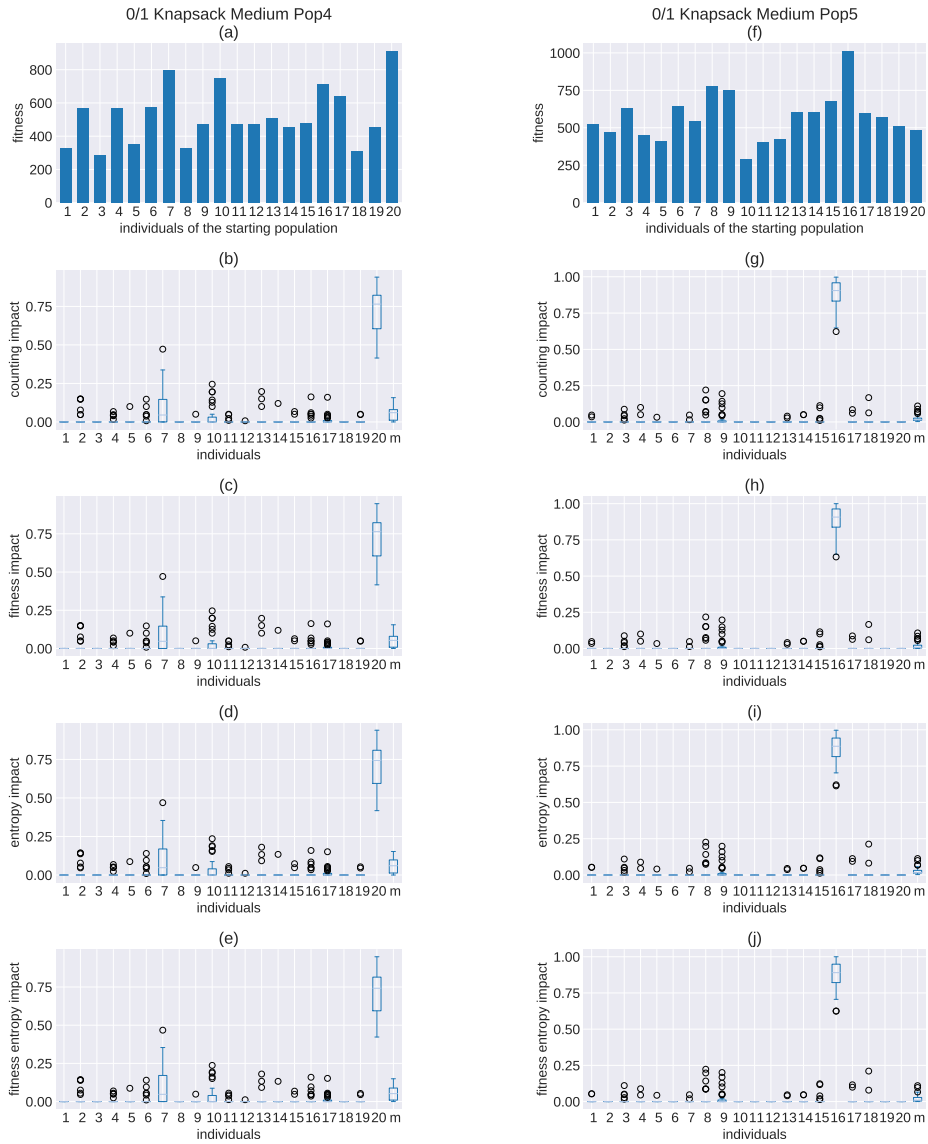 0/1 Knapsack Medium Pop4
(a)
fitness
800
600
400
200
0
1 2 3 4 5 6 7 8 9 10 11 12 13 14 15 16 17 18 19 20
individuals of the starting population
(b)
counting impact
0.75
0.50
0.25
0.00
1 2 3 4 5 6 7 8 9 10 11 12 13 14 15 16 17 18 19 20 m
individuals
(c)
fitness impact
0.75
0.50
0.25
0.00
1 2 3 4 5 6 7 8 9 10 11 12 13 14 15 16 17 18 19 20 m
individuals
(d)
entropy impact
0.75
0.50
0.25
0.00
1 2 3 4 5 6 7 8 9 10 11 12 13 14 15 16 17 18 19 20 m
individuals
(e)
fitness entropy impact
0.75
0.50
0.25
0.00
1 2 3 4 5 6 7 8 9 10 11 12 13 14 15 16 17 18 19 20 m
individuals
0/1 Knapsack Medium Pop5
(f)
fitness
1000
750
500
250
0
1 2 3 4 5 6 7 8 9 10 11 12 13 14 15 16 17 18 19 20
individuals of the starting population
(g)
counting impact
1.00
0.75
0.50
0.25
0.00
1 2 3 4 5 6 7 8 9 10 11 12 13 14 15 16 17 18 19 20 m
individuals
(h)
fitness impact
1.00
0.75
0.50
0.25
0.00
1 2 3 4 5 6 7 8 9 10 11 12 13 14 15 16 17 18 19 20 m
individuals
(i)
entropy impact
1.00
0.75
0.50
0.25
0.00
1 2 3 4 5 6 7 8 9 10 11 12 13 14 15 16 17 18 19 20 m
individuals
(j)
fitness entropy impact
1.00
0.75
0.50
0.25
0.00
1 2 3 4 5 6 7 8 9 10 11 12 13 14 15 16 17 18 19 20 m
individuals